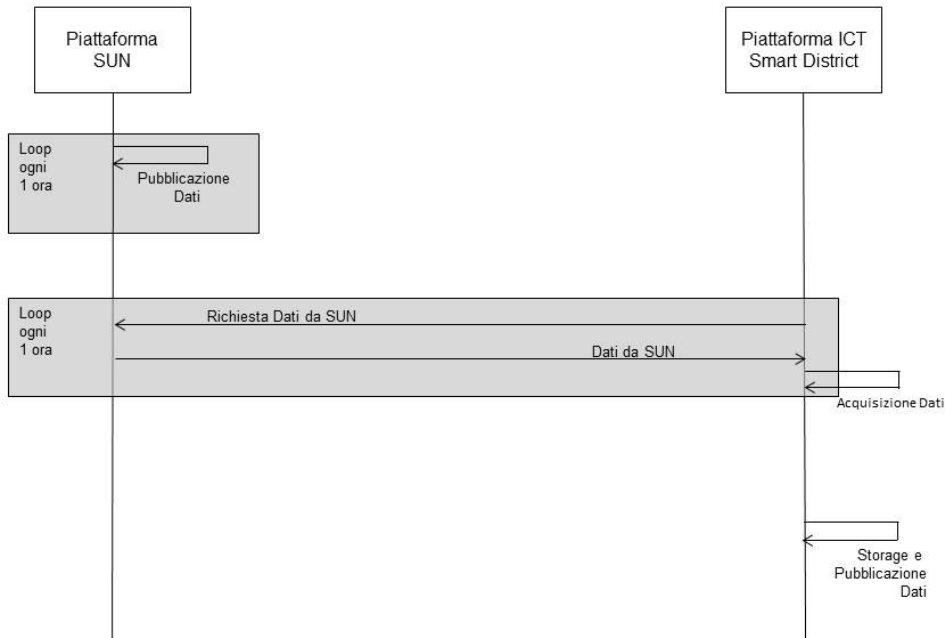 Piattaforma
SUN
Piattaforma ICT
Smart District
Loop
ogni
1 ora
Pubblicazione
Dati
Loop
ogni
1 ora
Richiesta Dati da SUN
Dati da SUN
Acquisizione Dati
Storage e
Pubblicazione
Dati